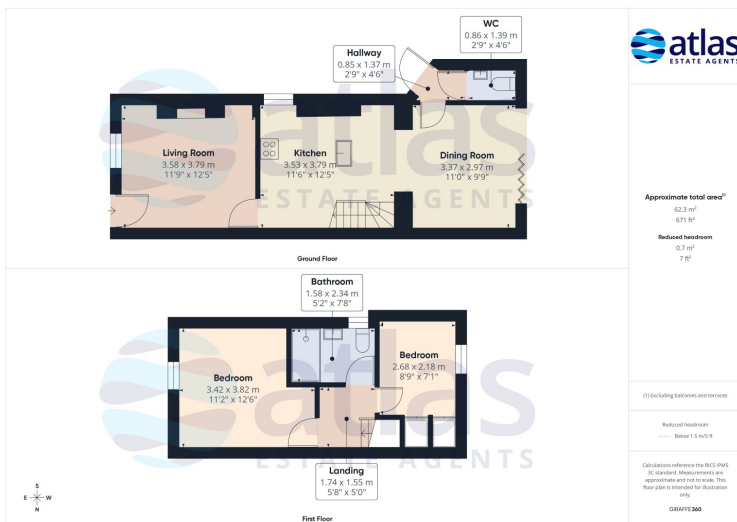 WC
0.86 x 1.39 m
2'9" x 4'6"
Hallway
0.85 x 1.37 m
2'9" x 4'6"
Living Room
3.58 x 3.79 m
11'9" x 12'5"
Kitchen
3.53 x 3.79 m
11'6" x 12'5"
Dining Room
3.37 x 2.97 m
11'0" x 9'9"
atlas
ESTATE AGENTS
Ground Floor
Bathroom
1.58 x 2.34 m
5'2" x 7'8"
Bedroom
3.42 x 3.82 m
11'2" x 12'6"
Bedroom
2.68 x 2.18 m
8'9" x 7'1"
atlas
ESTATE AGENTS
Landing
1.74 x 1.55 m
5'8" x 5'0"
S
E W
N
First Floor
atlas
ESTATE AGENTS
Approximate total area(1)
62.3 m²
671 ft²
Reduced headroom
0.7 m²
7 ft²
(1) Excluding balconies and terraces
Reduced headroom
Below 1.5 m/5 ft
Calculations reference the RICS IPMS
3C standard. Measurements are
approximate and not to scale. This
floor plan is intended for illustration
only.
GIRAFFE360